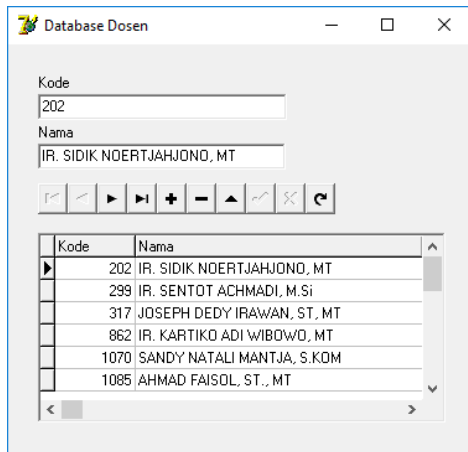 Database Dosen
Kode
202
Nama
IR. SIDIK NOERTJAHJONO, MT
Kode Nama
202 IR. SIDIK NOERTJAHJONO, MT
299 IR. SENTOT ACHMADI, M.Si
317 JOSEPH DEDY IRAWAN, ST, MT
862 IR. KARTIKO ADI WIBOWO, MT
1070 SANDY NATALI MANTJA, S.KOM
1085 AHMAD FAISOL, ST., MT